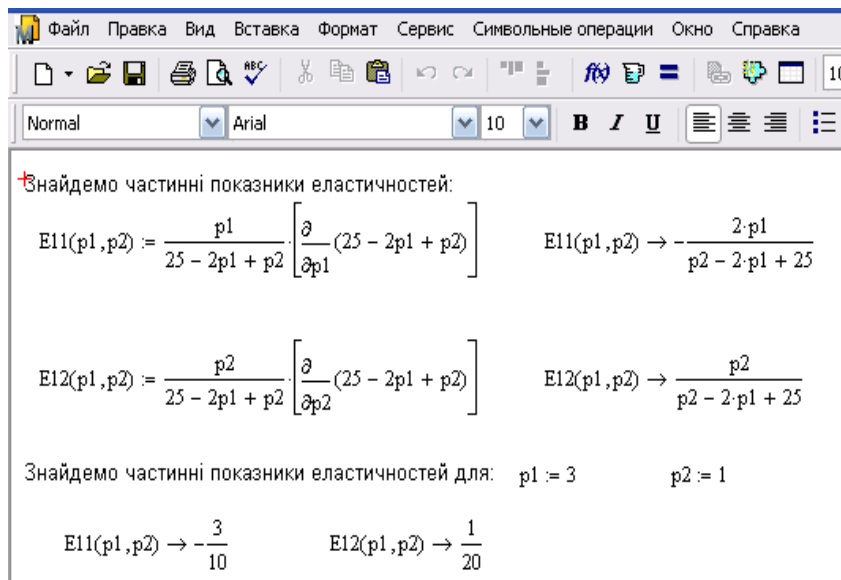 Файл Правка Вид Вставка Формат Сервис Символьные операции Окно Справка
ABC f(x) = 10
Normal Arial 10 B I U
Знайдемо частинні показники еластичностей:
E11(p1,p2) := p1/(25 − 2p1 + p2)·[∂/∂p1 (25 − 2p1 + p2)] E11(p1,p2) → −(2·p1)/(p2 − 2·p1 + 25)
E12(p1,p2) := p2/(25 − 2p1 + p2)·[∂/∂p2 (25 − 2p1 + p2)] E12(p1,p2) → p2/(p2 − 2·p1 + 25)
Знайдемо частинні показники еластичностей для: p1 := 3 p2 := 1
E11(p1,p2) → −3/10 E12(p1,p2) → 1/20